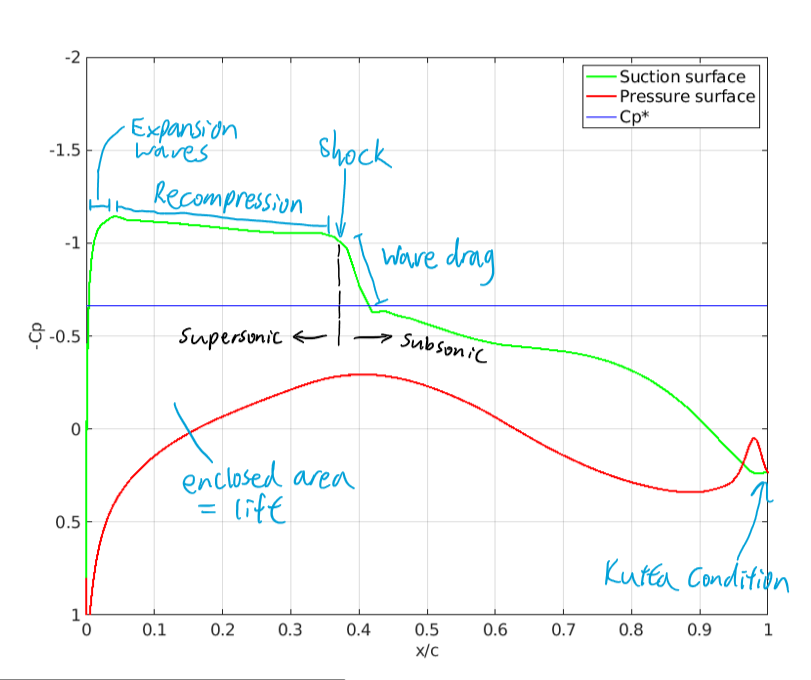 -2
-1.5
-1
-0.5
0
0.5
1
-Cp
0 0.1 0.2 0.3 0.4 0.5 0.6 0.7 0.8 0.9 1
x/c
Suction surface
Pressure surface
Cp*
Expansion
waves
Recompression
shock
Wave drag
Supersonic
Subsonic
enclosed area
= lift
Kutta Condition